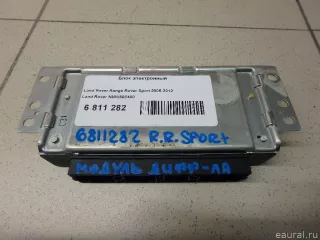 Блок электронный
Land Rover Range Rover Sport 2005-2012
Land Rover NNW502400
6 811 282
6811282 R.R. SPORT
МОДУЛЬ ДИФФ-ЛА
eaural.ru